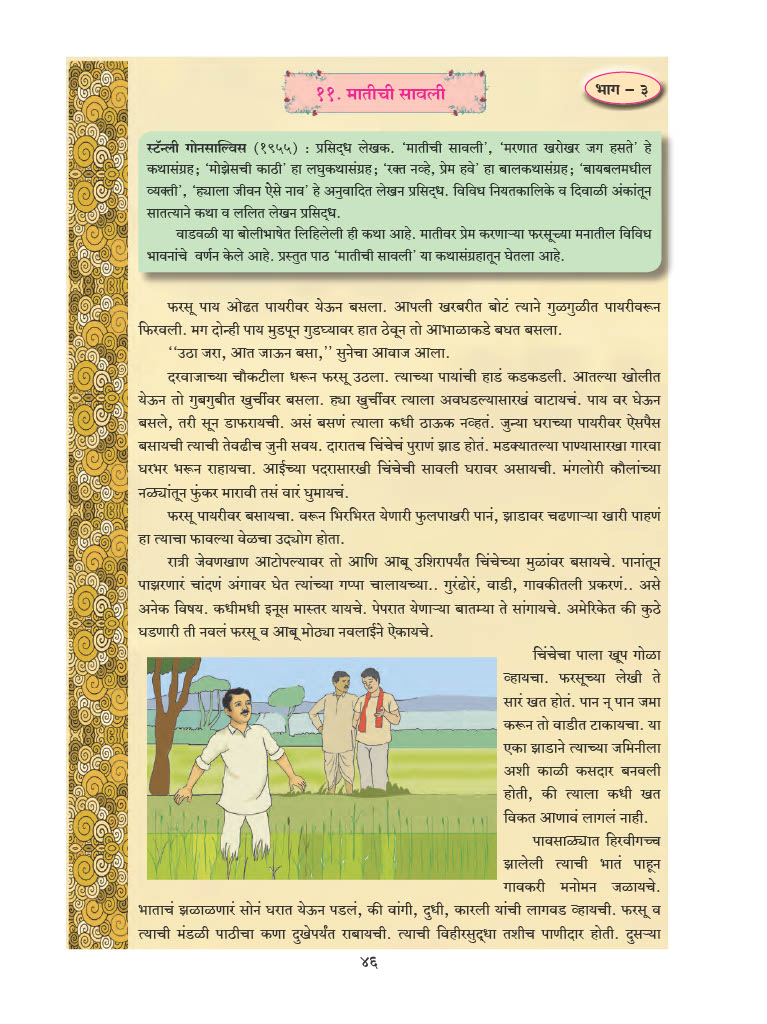 ११. मातीची सावली
भाग – ३
स्टॅन्ली गोनसाल्विस (१९५५) : प्रसिद्ध लेखक. ‘मातीची सावली’, ‘मरणात खरोखर जग हसते’ हे
कथासंग्रह; ‘मोझेसची काठी’ हा लघुकथासंग्रह; ‘रक्त नव्हे, प्रेम हवे’ हा बालकथासंग्रह; ‘बायबलमधील
व्यक्ती’, ‘ह्याला जीवन ऐसे नाव’ हे अनुवादित लेखन प्रसिद्ध. विविध नियतकालिके व दिवाळी अंकांतून
सातत्याने कथा व ललित लेखन प्रसिद्ध.
वाडवळी या बोलीभाषेत लिहिलेली ही कथा आहे. मातीवर प्रेम करणाऱ्या फरसूच्या मनातील विविध
भावनांचे वर्णन केले आहे. प्रस्तुत पाठ ‘मातीची सावली’ या कथासंग्रहातून घेतला आहे.
फरसू पाय ओढत पायरीवर येऊन बसला. आपली खरबरीत बोटं त्याने गुळगुळीत पायरीवरून
फिरवली. मग दोन्ही पाय मुडपून गुडघ्यावर हात ठेवून तो आभाळाकडे बघत बसला.
‘‘उठा जरा, आत जाऊन बसा,’’ सुनेचा आवाज आला.
दरवाजाच्या चौकटीला धरून फरसू उठला. त्याच्या पायांची हाडं कडकडली. आतल्या खोलीत
येऊन तो गुबगुबीत खुर्चीवर बसला. ह्या खुर्चीवर त्याला अवघडल्यासारखं वाटायचं. पाय वर घेऊन
बसले, तरी सून डाफरायची. असं बसणं त्याला कधी ठाऊक नव्हतं. जुन्या घराच्या पायरीवर ऐसपैस
बसायची त्याची तेवढीच जुनी सवय. दारातच चिंचेचं पुराणं झाड होतं. मडक्यातल्या पाण्यासारखा गारवा
घरभर भरून राहायचा. आईच्या पदरासारखी चिंचेची सावली घरावर असायची. मंगलोरी कौलांच्या
नळ्यांतून फुंकर मारावी तसं वारं घुमायचं.
फरसू पायरीवर बसायचा. वरून भिरभिरत येणारी फुलपाखरी पानं, झाडावर चढणाऱ्या खारी पाहणं
हा त्याचा फावल्या वेळचा उद्योग होता.
रात्री जेवणखाण आटोपल्यावर तो आणि आबू उशिरापर्यंत चिंचेच्या मुळांवर बसायचे. पानांतून
पाझरणारं चांदणं अंगावर घेत त्यांच्या गप्पा चालायच्या.. गुरंढोरं, वाडी, गावकीतली प्रकरणं.. असे
अनेक विषय. कधीमधी इनूस मास्तर यायचे. पेपरात येणाऱ्या बातम्या ते सांगायचे. अमेरिकेत की कुठे
घडणारी ती नवलं फरसू व आबू मोठ्या नवलाईने ऐकायचे.
चिंचेचा पाला खूप गोळा
व्हायचा. फरसूच्या लेखी ते
सारं खत होतं. पान न् पान जमा
करून तो वाडीत टाकायचा. या
एका झाडाने त्याच्या जमिनीला
अशी काळी कसदार बनवली
होती, की त्याला कधी खत
विकत आणावं लागलं नाही.
पावसाळ्यात हिरवीगच्च
झालेली त्याची भातं पाहून
गावकरी मनोमन जळायचे.
भाताचं झळाळणारं सोनं घरात येऊन पडलं, की वांगी, दुधी, कारली यांची लागवड व्हायची. फरसू व
त्याची मंडळी पाठीचा कणा दुखेपर्यंत राबायची. त्याची विहीरसुद्धा तशीच पाणीदार होती. दुसऱ्या
४६